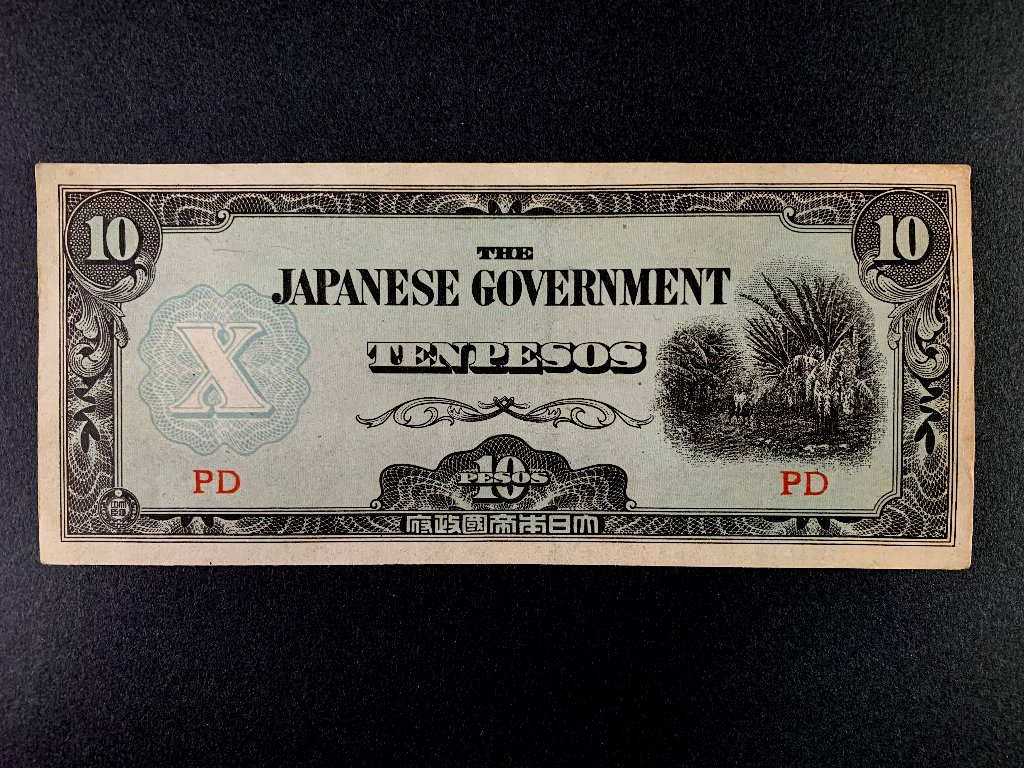 10 10
THE
JAPANESE GOVERNMENT
X
TEN PESOS
PD PD
10
PESOS
府政國帝本日大